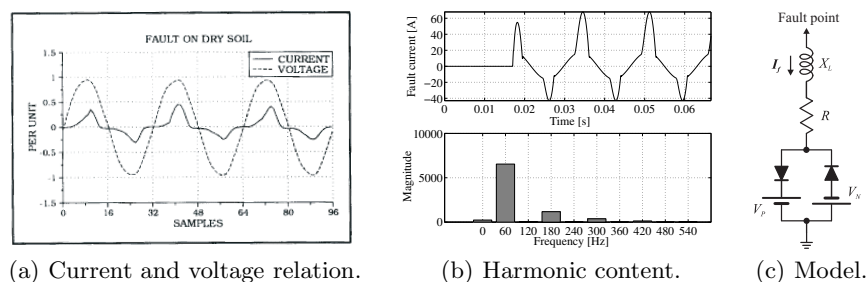 FAULT ON DRY SOIL
CURRENT
VOLTAGE
PER UNIT
1.5
1
0.5
0
-0.5
-1
-1.5
0 16 32 48 64 80 96
SAMPLES
(a) Current and voltage relation.
Fault current [A]
60
40
20
0
-20
-40
0 0.01 0.02 0.03 0.04 0.05 0.06
Time [s]
Magnitude
10000
5000
0
0 60 120 180 240 300 360 420 480 540
Frequency [Hz]
(b) Harmonic content.
Fault point
I_f
X_L
R
V_P
V_N
(c) Model.